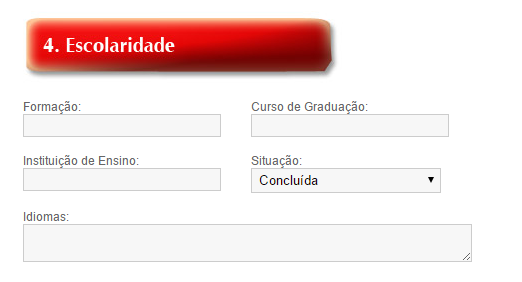 4. Escolaridade
Formação:
Curso de Graduação:
Instituição de Ensino:
Situação:
Concluída
Idiomas: